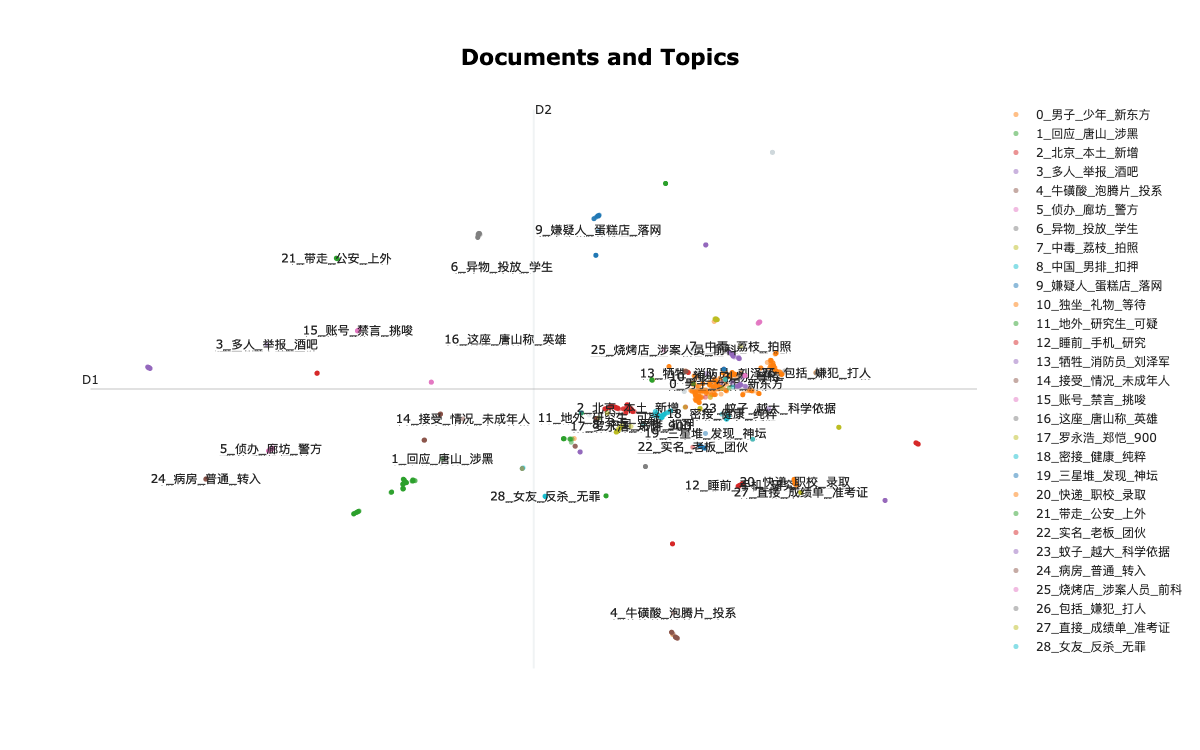 Documents and Topics
D2
D1
9_嫌疑人_蛋糕店_落网
21_带走_公安_上外
6_异物_投放_学生
15_账号_禁言_挑唆
16_这座_唐山称_英雄
3_多人_举报_酒吧
7_中毒_荔枝_拍照
25_烧烤店_涉案人员_前科
13_牺牲_消防员_刘泽军
26_包括_嫌犯_打人
0_男子_少年_新东方
2_北京_本土_新增
23_蚊子_越大_科学依据
18_密接_健康_纯粹
14_接受_情况_未成年人
11_地外_研究生_可疑
17_罗永浩_郑恺_900
19_三星堆_发现_神坛
22_实名_老板_团伙
5_侦办_廊坊_警方
1_回应_唐山_涉黑
24_病房_普通_转入
20_快递_职校_录取
12_睡前_手机_研究
27_直接_成绩单_准考证
28_女友_反杀_无罪
4_牛磺酸_泡腾片_投系
0_男子_少年_新东方
1_回应_唐山_涉黑
2_北京_本土_新增
3_多人_举报_酒吧
4_牛磺酸_泡腾片_投系
5_侦办_廊坊_警方
6_异物_投放_学生
7_中毒_荔枝_拍照
8_中国_男排_扣押
9_嫌疑人_蛋糕店_落网
10_独坐_礼物_等待
11_地外_研究生_可疑
12_睡前_手机_研究
13_牺牲_消防员_刘泽军
14_接受_情况_未成年人
15_账号_禁言_挑唆
16_这座_唐山称_英雄
17_罗永浩_郑恺_900
18_密接_健康_纯粹
19_三星堆_发现_神坛
20_快递_职校_录取
21_带走_公安_上外
22_实名_老板_团伙
23_蚊子_越大_科学依据
24_病房_普通_转入
25_烧烤店_涉案人员_前科
26_包括_嫌犯_打人
27_直接_成绩单_准考证
28_女友_反杀_无罪